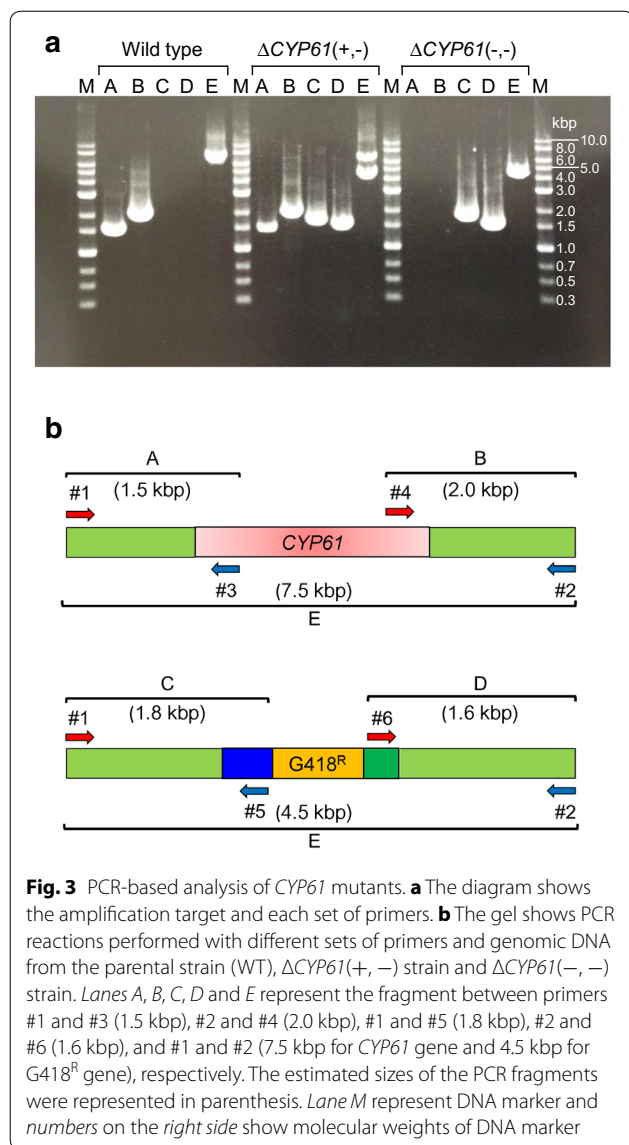 a
Wild type ΔCYP61(+,-) ΔCYP61(-,-)
M A B C D E M A B C D E M A B C D E M
kbp
10.0
8.0
6.0
5.0
4.0
3.0
2.0
1.5
1.0
0.7
0.5
0.3
b
A B
#1 (1.5 kbp) #4 (2.0 kbp)
CYP61
#3 (7.5 kbp) #2
E
C D
#1 (1.8 kbp) #6 (1.6 kbp)
G418ᴿ
#5 (4.5 kbp) #2
E
Fig. 3 PCR-based analysis of CYP61 mutants. a The diagram shows
the amplification target and each set of primers. b The gel shows PCR
reactions performed with different sets of primers and genomic DNA
from the parental strain (WT), ΔCYP61(+, −) strain and ΔCYP61(−, −)
strain. Lanes A, B, C, D and E represent the fragment between primers
#1 and #3 (1.5 kbp), #2 and #4 (2.0 kbp), #1 and #5 (1.8 kbp), #2 and
#6 (1.6 kbp), and #1 and #2 (7.5 kbp for CYP61 gene and 4.5 kbp for
G418ᴿ gene), respectively. The estimated sizes of the PCR fragments
were represented in parenthesis. Lane M represent DNA marker and
numbers on the right side show molecular weights of DNA marker